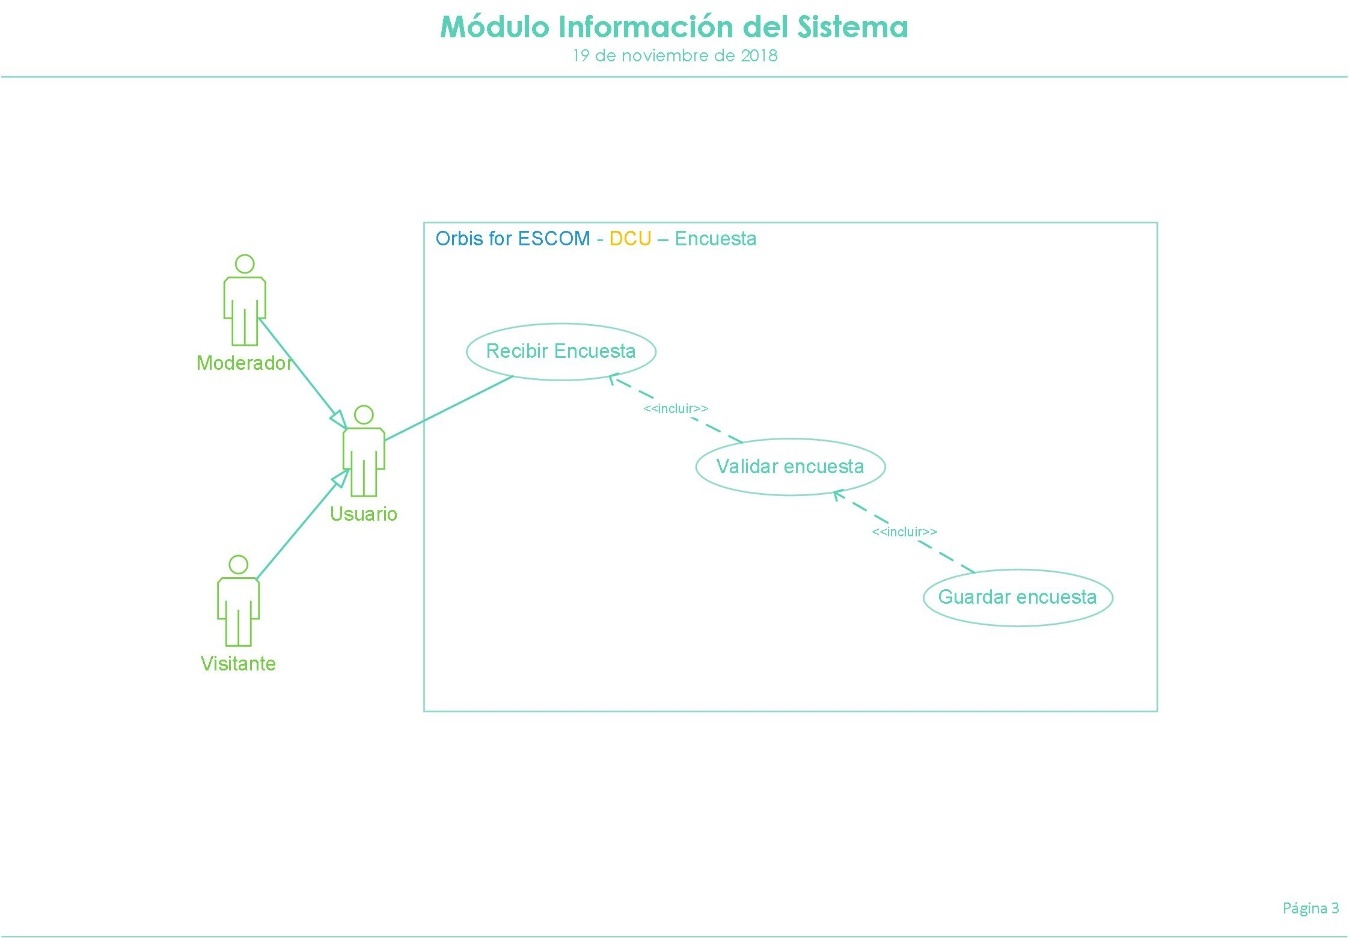 Módulo Información del Sistema
19 de noviembre de 2018
Orbis for ESCOM - DCU – Encuesta
Recibir Encuesta
Moderador
<<incluir>>
Validar encuesta
Usuario
<<incluir>>
Guardar encuesta
Visitante
Página 3